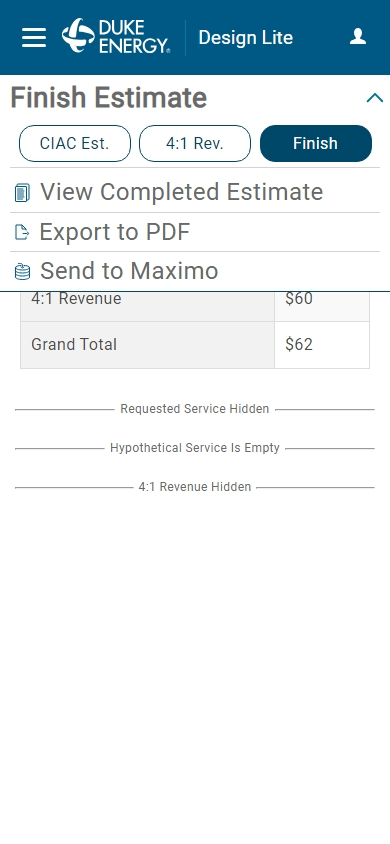 DUKE
ENERGY®
Design Lite
Finish Estimate
CIAC Est.
4:1 Rev.
Finish
View Completed Estimate
Export to PDF
Send to Maximo
4:1 Revenue $60
Grand Total $62
Requested Service Hidden
Hypothetical Service Is Empty
4:1 Revenue Hidden